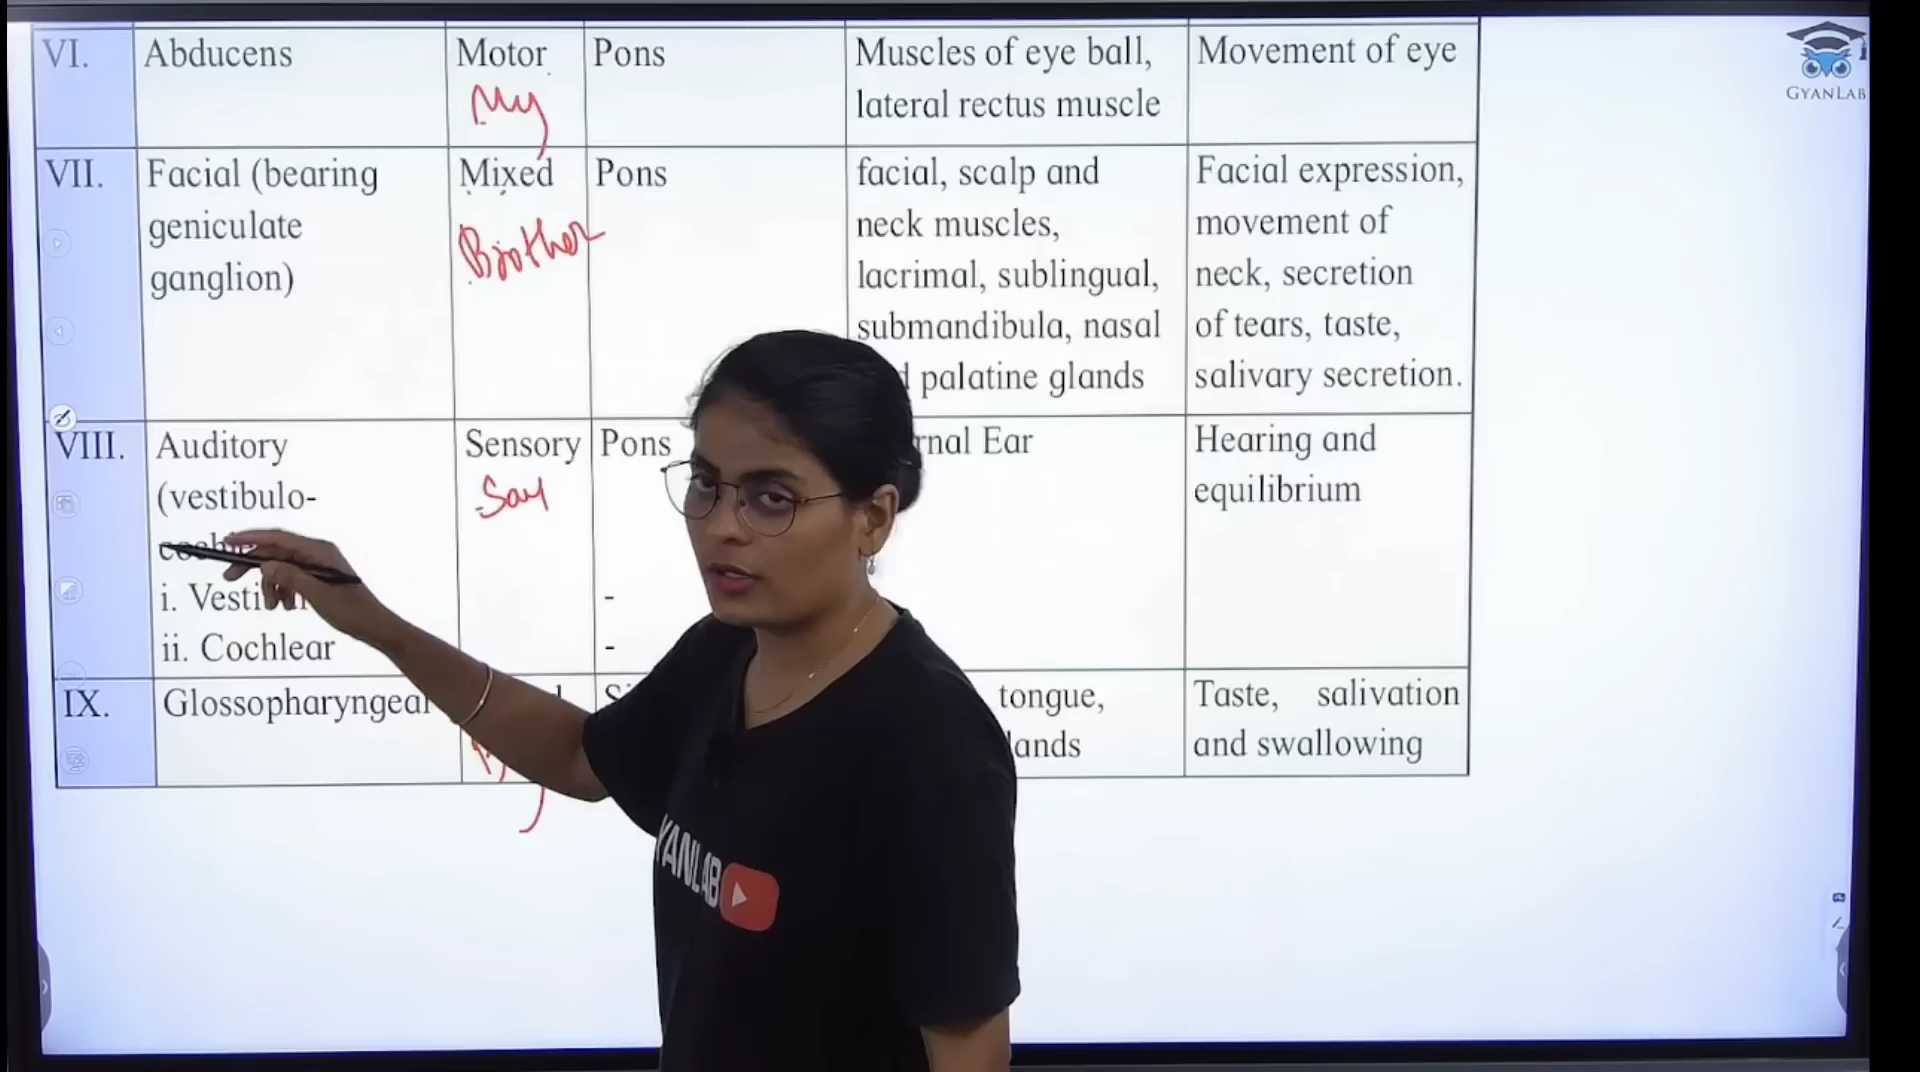 GYANLAB
VI. Abducens Motor Pons Muscles of eye ball, Movement of eye
lateral rectus muscle
My
VII. Facial (bearing Mixed Pons facial, scalp and Facial expression,
geniculate neck muscles, movement of
ganglion) Brother lacrimal, sublingual, neck, secretion
submandibula, nasal of tears, taste,
palatine glands salivary secretion.
VIII. Auditory Sensory Pons Ear Hearing and
(vestibulo- Say equilibrium
i. -
ii. Cochlear -
IX. Glossopharyngeal tongue, Taste, salivation
and swallowing